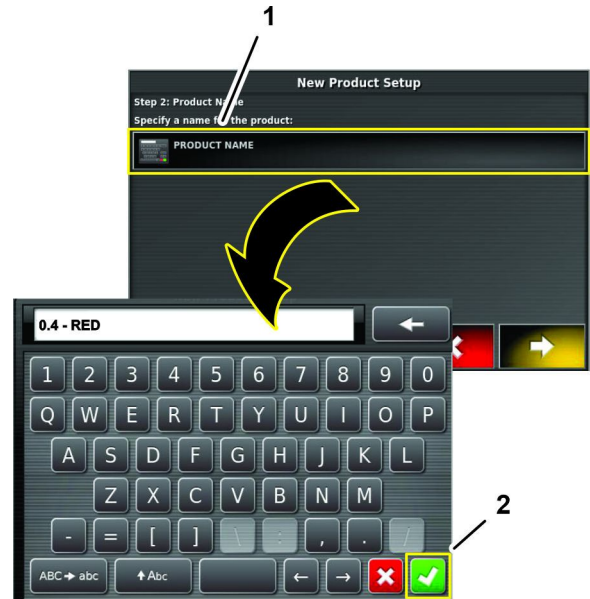 1
New Product Setup
Step 2: Product Name
Specify a name for the product:
PRODUCT NAME
0.4 - RED
1 2 3 4 5 6 7 8 9 0
Q W E R T Y U I O P
A S D F G H J K L
Z X C V B N M
- = [ ] \ : , . /
ABC → abc ↑ Abc ← →
2